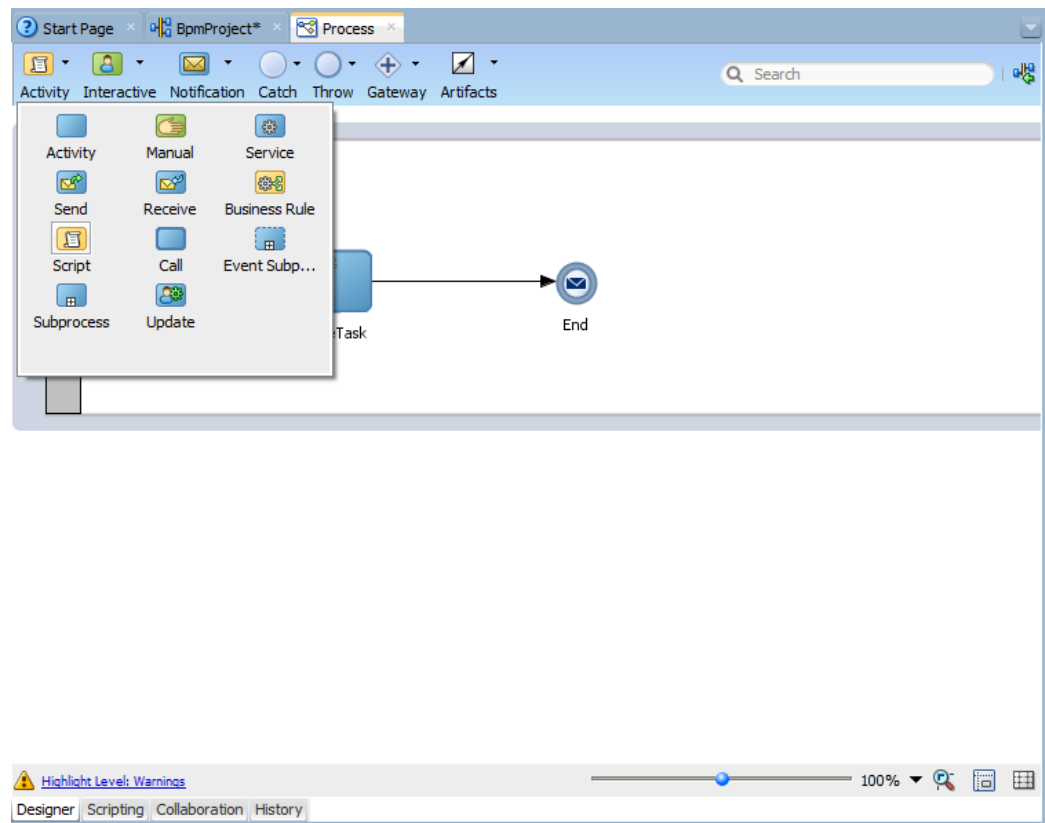 Start Page BpmProject* Process
Activity Interactive Notification Catch Throw Gateway Artifacts Search
Activity Manual Service
Send Receive Business Rule
Script Call Event Subp...
Subprocess Update
Task
End
Highlight Level: Warnings 100%
Designer Scripting Collaboration History